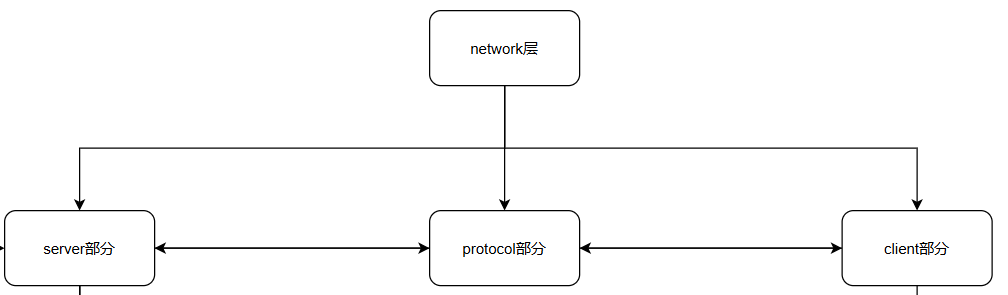 network层
server部分
protocol部分
client部分